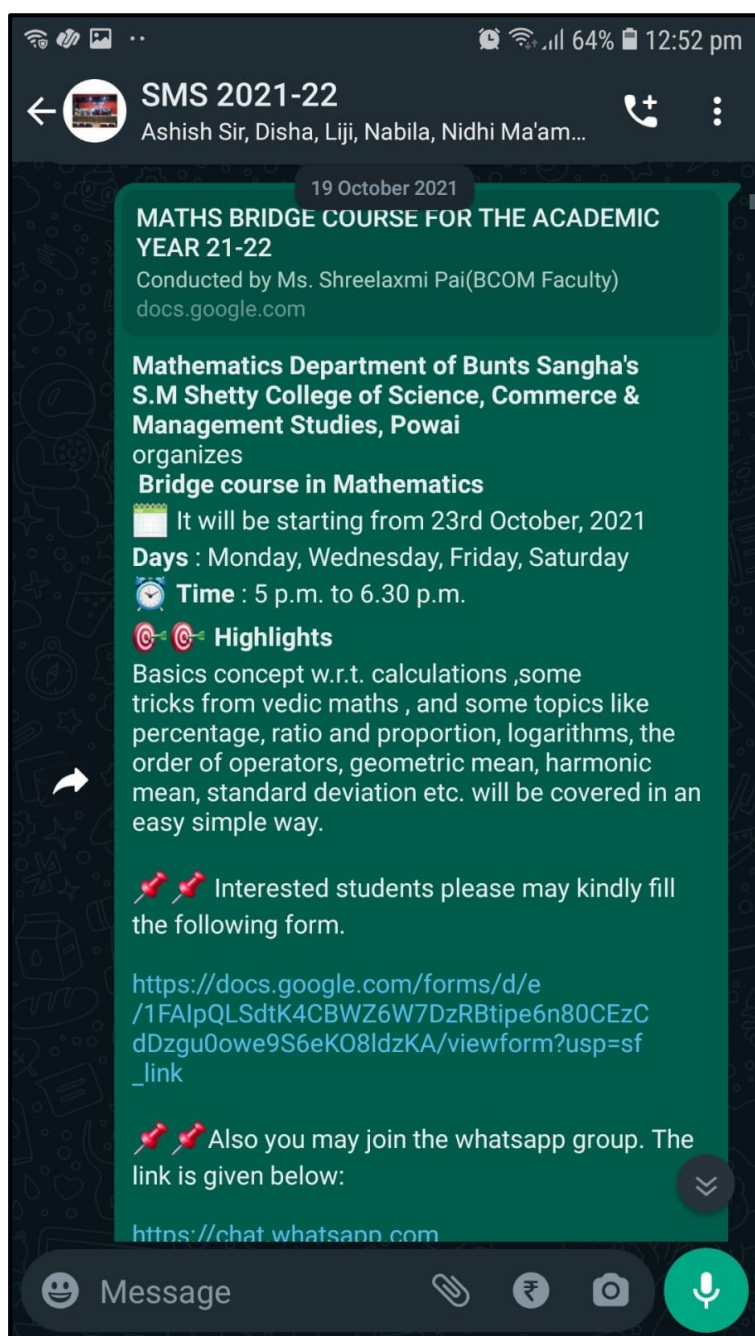 64% 12:52 pm
SMS 2021-22
Ashish Sir, Disha, Liji, Nabila, Nidhi Ma'am...
19 October 2021
MATHS BRIDGE COURSE FOR THE ACADEMIC
YEAR 21-22
Conducted by Ms. Shreelaxmi Pai(BCOM Faculty)
docs.google.com
Mathematics Department of Bunts Sangha's
S.M Shetty College of Science, Commerce &
Management Studies, Powai
organizes
Bridge course in Mathematics
It will be starting from 23rd October, 2021
Days : Monday, Wednesday, Friday, Saturday
Time : 5 p.m. to 6.30 p.m.
Highlights
Basics concept w.r.t. calculations ,some
tricks from vedic maths , and some topics like
percentage, ratio and proportion, logarithms, the
order of operators, geometric mean, harmonic
mean, standard deviation etc. will be covered in an
easy simple way.
Interested students please may kindly fill
the following form.
https://docs.google.com/forms/d/e
/1FAIpQLSdtK4CBWZ6W7DzRBtipe6n80CEzC
dDzgu0owe9S6eKO8ldzKA/viewform?usp=sf
_link
Also you may join the whatsapp group. The
link is given below:
https://chat.whatsapp.com
Message